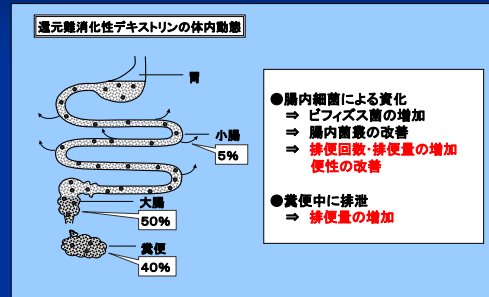 還元難消化性デキストリンの体内動態
胃
小腸
5%
大腸
50%
糞便
40%
●腸内細菌による資化
⇒ ビフィズス菌の増加
⇒ 腸内菌叢の改善
⇒ 排便回数･排便量の増加
便性の改善
●糞便中に排泄
⇒ 排便量の増加